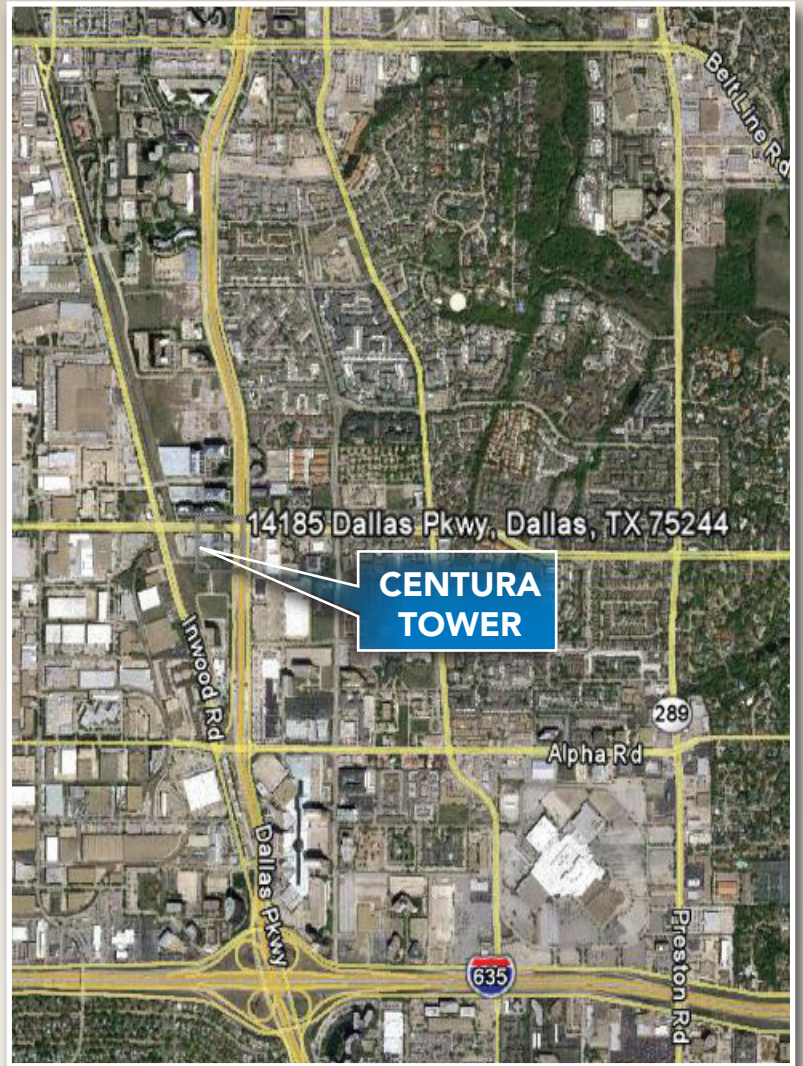 Belt Line Rd
14185 Dallas Pkwy, Dallas, TX 75244
CENTURA
TOWER
Inwood Rd
289
Alpha Rd
Dallas Pkwy
635
Preston Rd